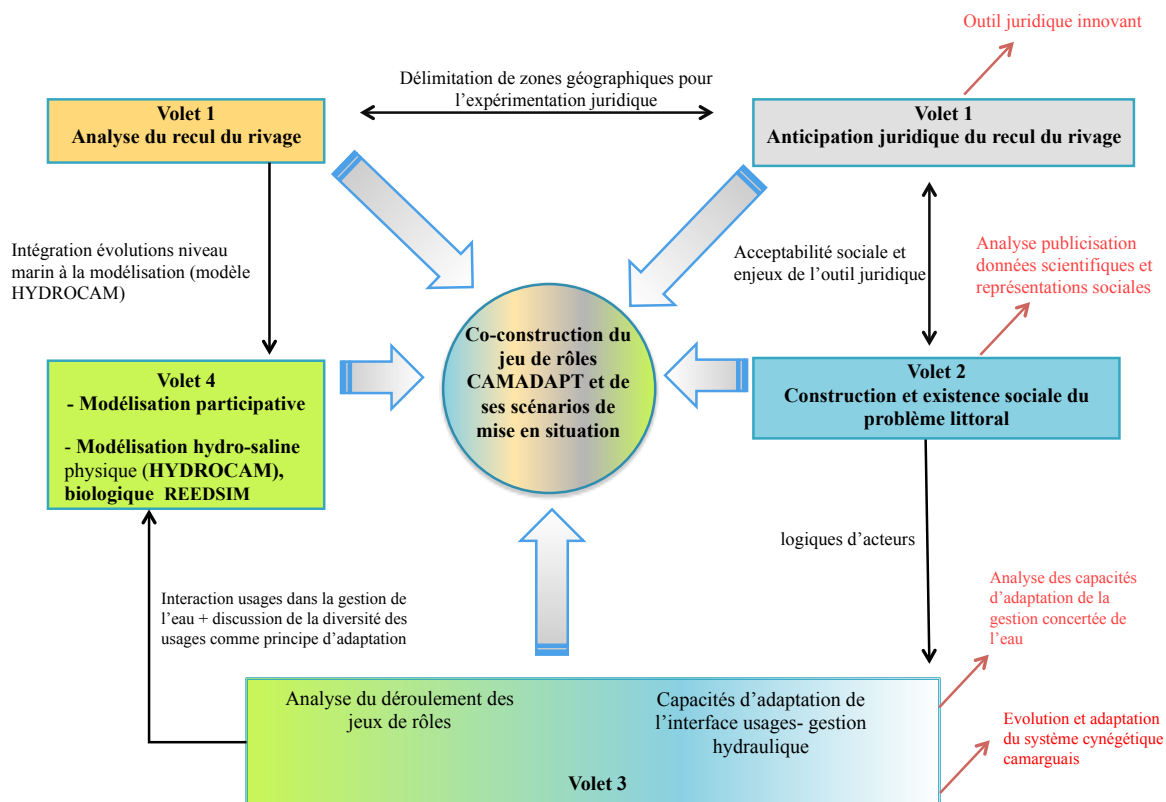 Outil juridique innovant
Délimitation de zones géographiques pour
l'expérimentation juridique
Volet 1
Analyse du recul du rivage
Volet 1
Anticipation juridique du recul du rivage
Intégration évolutions niveau
marin à la modélisation (modèle
HYDROCAM)
Acceptabilité sociale et
enjeux de l'outil juridique
Analyse publicisation
données scientifiques et
représentations sociales
Co-construction du
jeu de rôles
CAMADAPT et de
ses scénarios de
mise en situation
Volet 4
- Modélisation participative
- Modélisation hydro-saline
physique (HYDROCAM),
biologique REEDSIM
Volet 2
Construction et existence sociale du
problème littoral
logiques d'acteurs
Interaction usages dans la gestion de
l'eau + discussion de la diversité des
usages comme principe d'adaptation
Analyse des capacités
d'adaptation de la
gestion concertée de
l'eau
Analyse du déroulement des
jeux de rôles
Capacités d'adaptation de
l'interface usages- gestion
hydraulique
Volet 3
Evolution et adaptation
du système cynégétique
camarguais